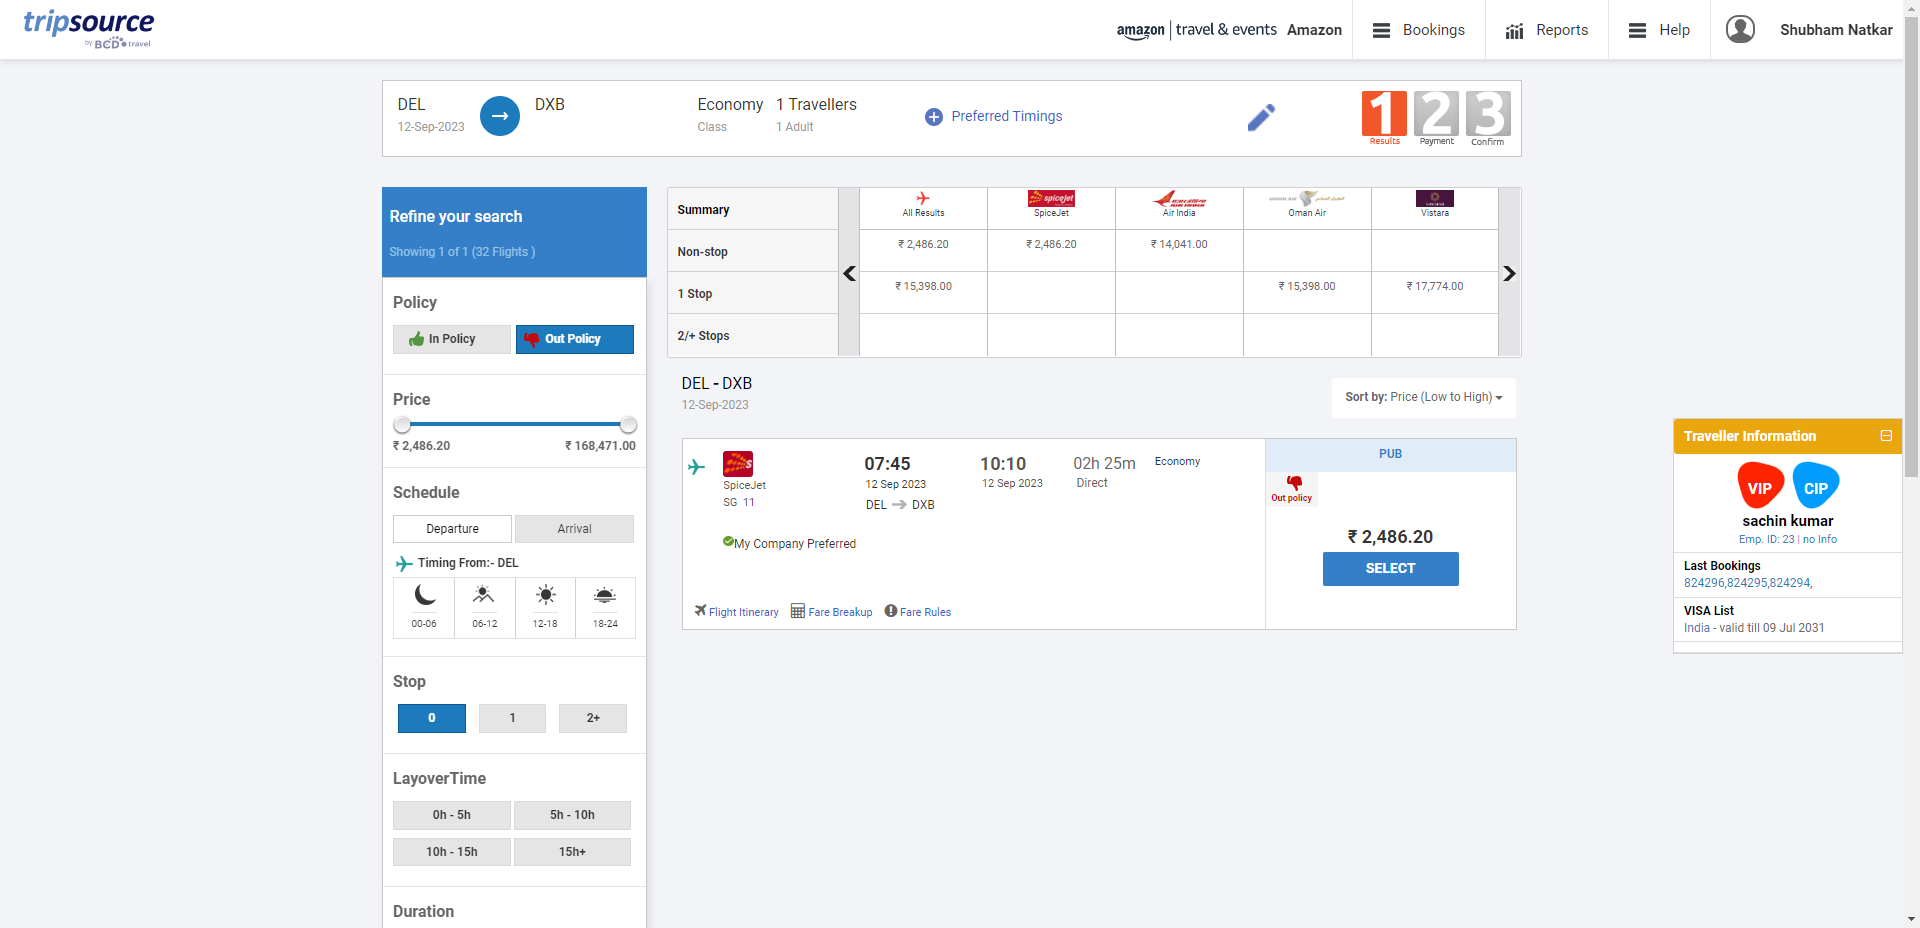 tripsource
by BCD travel
amazon | travel & events Amazon
Bookings
Reports
Help
Shubham Natkar
DEL
12-Sep-2023
DXB
Economy
Class
1 Travellers
1 Adult
Preferred Timings
1 2 3
Results Payment Confirm
Refine your search
Showing 1 of 1 (32 Flights )
Policy
In Policy Out Policy
Price
₹ 2,486.20 ₹ 168,471.00
Schedule
Departure Arrival
Timing From:- DEL
00-06 06-12 12-18 18-24
Stop
0 1 2+
LayoverTime
0h - 5h 5h - 10h
10h - 15h 15h+
Duration
Summary All Results SpiceJet Air India Oman Air Vistara
Non-stop ₹ 2,486.20 ₹ 2,486.20 ₹ 14,041.00
1 Stop ₹ 15,398.00 ₹ 15,398.00 ₹ 17,774.00
2/+ Stops
DEL - DXB
12-Sep-2023
Sort by: Price (Low to High)
SpiceJet
SG 11
07:45
12 Sep 2023
DEL DXB
10:10
12 Sep 2023
02h 25m
Direct
Economy
My Company Preferred
Flight Itinerary Fare Breakup Fare Rules
PUB
Out policy
₹ 2,486.20
SELECT
Traveller Information
VIP CIP
sachin kumar
Emp. ID: 23 | no Info
Last Bookings
824296,824295,824294,
VISA List
India - valid till 09 Jul 2031